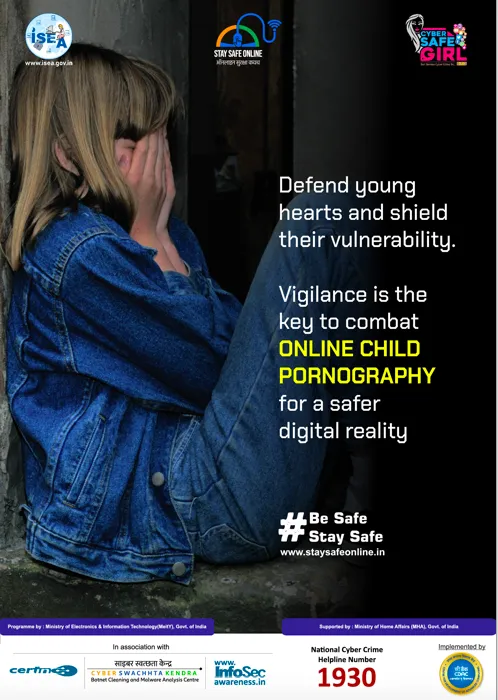 ISEA
www.isea.gov.in
STAY SAFE ONLINE
ऑनलाइन सुरक्षा कवच
CYBER
SAFE
GIRL
Defend young
hearts and shield
their vulnerability.
Vigilance is the
key to combat
ONLINE CHILD
PORNOGRAPHY
for a safer
digital reality
#Be Safe
Stay Safe
www.staysafeonline.in
Programme by : Ministry of Electronics & Information Technology(MeitY), Govt. of India
Supported by : Ministry of Home Affairs (MHA), Govt. of India
In association with
साइबर स्वच्छता केन्द्र
CYBER SWACHHTA KENDRA
Botnet Cleaning and Malware Analysis Centre
www.
InfoSec
awareness.in
National Cyber Crime
Helpline Number
1930
Implemented by
CDAC